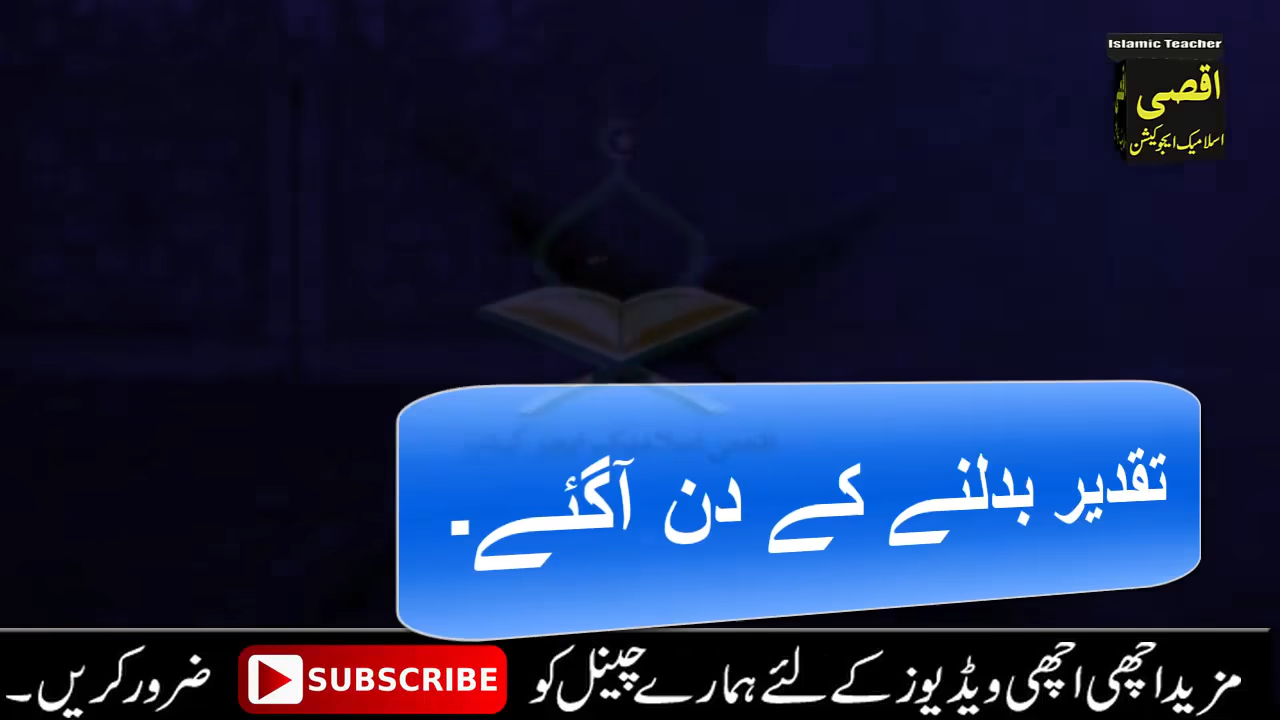 Islamic Teacher
اقصی
اسلامیک ایجوکیشن
تقدیر بدلنے کے دن آگئے.
مزید اچھی اچھی ویڈیوز کے لئے ہمارے چینل کو SUBSCRIBE ضرور کریں۔